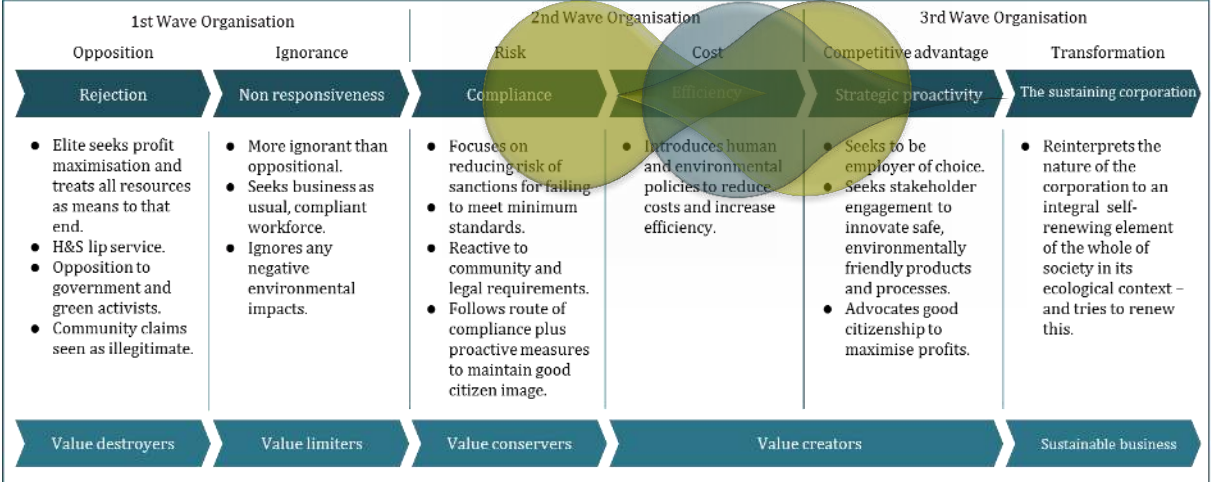 1st Wave Organisation
2nd Wave Organisation
3rd Wave Organisation
Opposition
Ignorance
Risk
Cost
Competitive advantage
Transformation
Rejection
Non responsiveness
Compliance
Efficiency
Strategic proactivity
The sustaining corporation
● Elite seeks profit
maximisation and
treats all resources
as means to that
end.
● H&S lip service.
● Opposition to
government and
green activists.
● Community claims
seen as illegitimate.
● More ignorant than
oppositional.
● Seeks business as
usual, compliant
workforce.
● Ignores any
negative
environmental
impacts.
● Focuses on
reducing risk of
sanctions for failing
● to meet minimum
standards.
● Reactive to
community and
legal requirements.
● Follows route of
compliance plus
proactive measures
to maintain good
citizen image.
● Introduces human
and environmental
policies to reduce
costs and increase
efficiency.
● Seeks to be
employer of choice.
● Seeks stakeholder
engagement to
innovate safe,
environmentally
friendly products
and processes.
● Advocates good
citizenship to
maximise profits.
● Reinterprets the
nature of the
corporation to an
integral self-
renewing element
of the whole of
society in its
ecological context –
and tries to renew
this.
Value destroyers
Value limiters
Value conservers
Value creators
Sustainable business